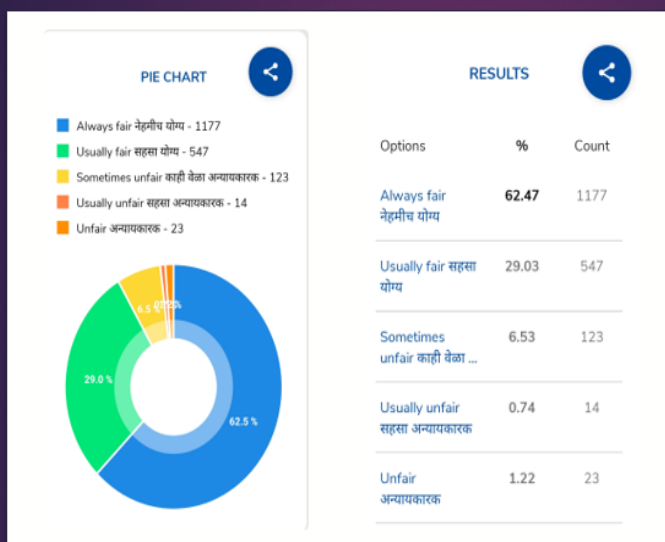 PIE CHART
Always fair नेहमीच योग्य - 1177
Usually fair सहसा योग्य - 547
Sometimes unfair काही वेळा अन्यायकारक - 123
Usually unfair सहसा अन्यायकारक - 14
Unfair अन्यायकारक - 23
6.5 %
29.0 %
62.5 %
RESULTS
Options % Count
Always fair 62.47 1177
नेहमीच योग्य
Usually fair सहसा 29.03 547
योग्य
Sometimes 6.53 123
unfair काही वेळा ...
Usually unfair 0.74 14
सहसा अन्यायकारक
Unfair 1.22 23
अन्यायकारक